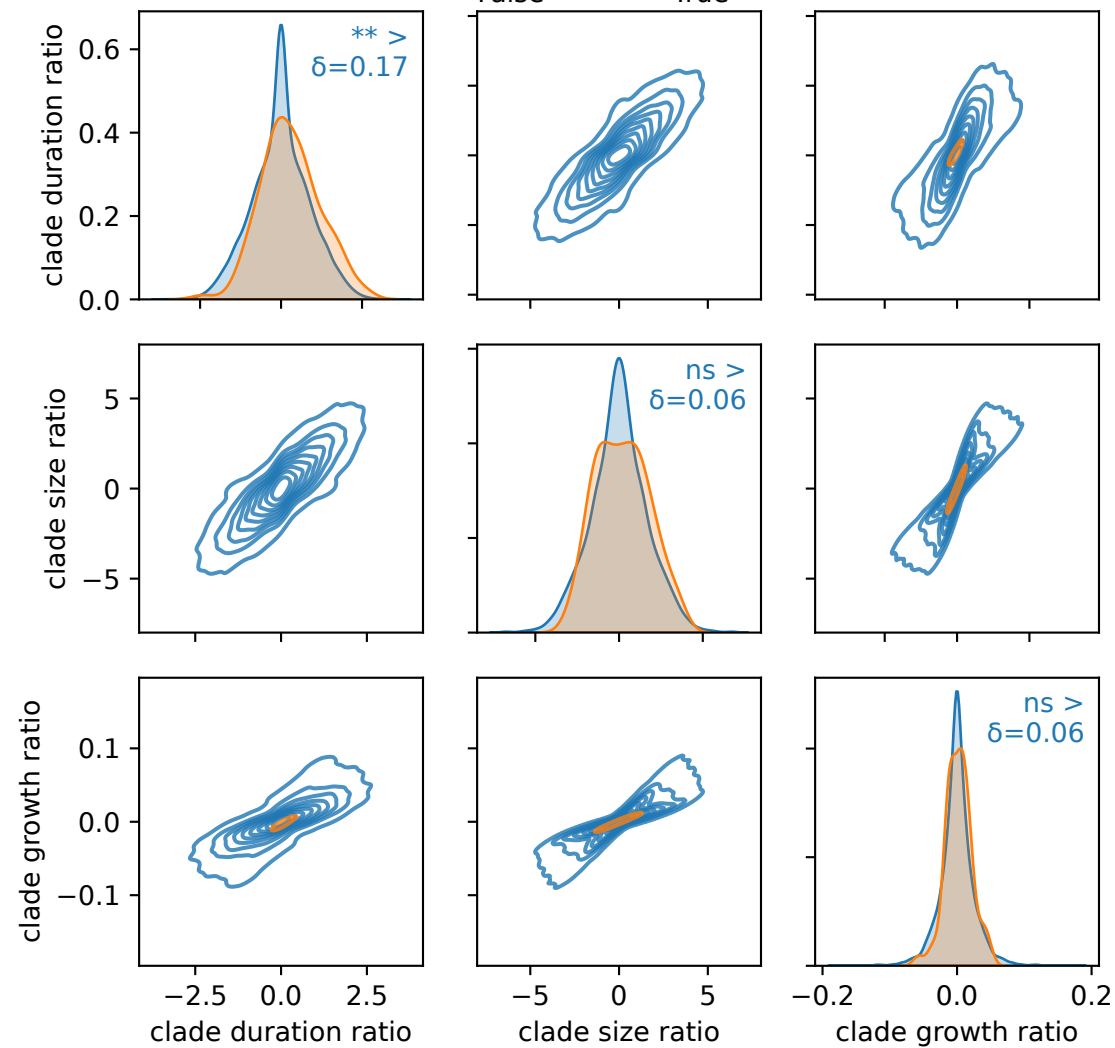 clade duration ratio
0.6
0.4
0.2
0.0
** >
δ=0.17
clade size ratio
5
0
−5
ns >
δ=0.06
clade growth ratio
0.1
0.0
−0.1
ns >
δ=0.06
−2.5 0.0 2.5
−5 0 5
−0.2 0.0 0.2
clade duration ratio
clade size ratio
clade growth ratio